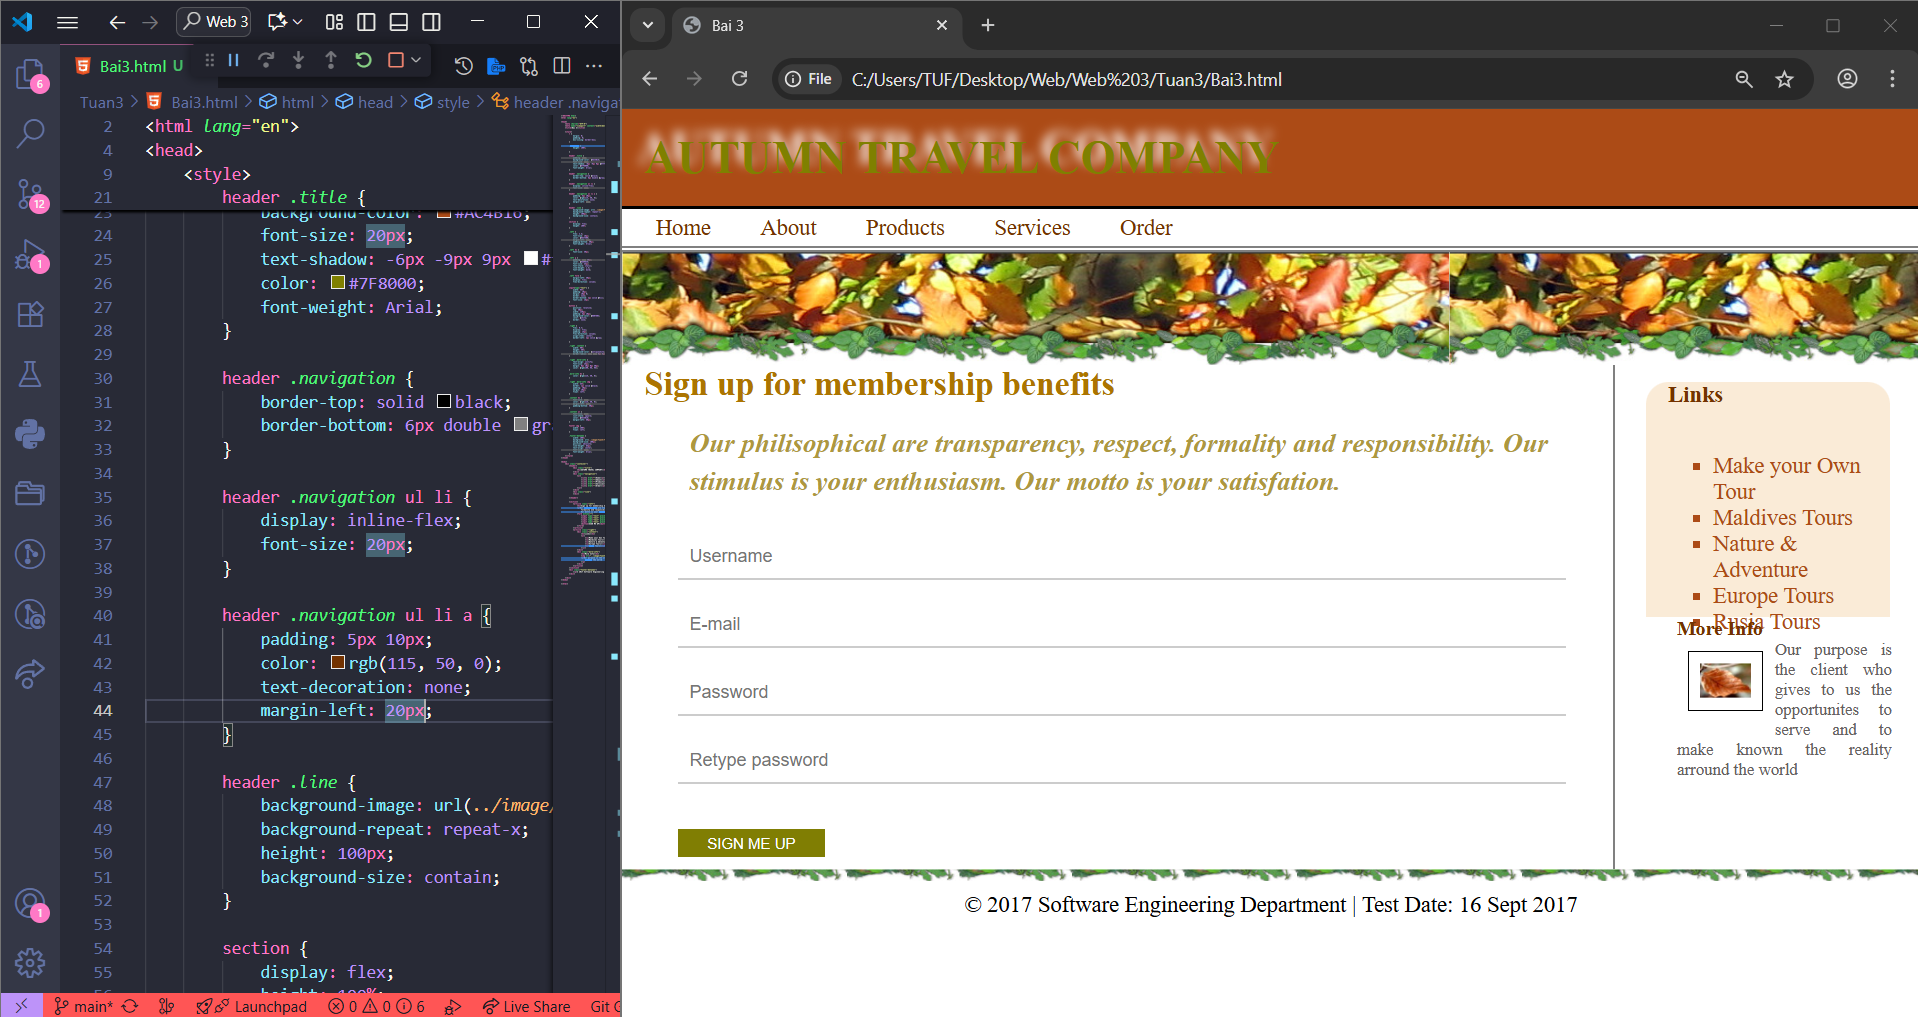 Web 3
Bai3.html U
Tuan3 > Bai3.html > html > head > style > header .naviga
2 <html lang="en">
4 <head>
9 <style>
21 header .title {
23 background-color: #AC4B16;
24 font-size: 20px;
25 text-shadow: -6px -9px 9px #
26 color: #7F8000;
27 font-weight: Arial;
28 }
29
30 header .navigation {
31 border-top: solid black;
32 border-bottom: 6px double gr
33 }
34
35 header .navigation ul li {
36 display: inline-flex;
37 font-size: 20px;
38 }
39
40 header .navigation ul li a {
41 padding: 5px 10px;
42 color: rgb(115, 50, 0);
43 text-decoration: none;
44 margin-left: 20px;
45 }
46
47 header .line {
48 background-image: url(../image/
49 background-repeat: repeat-x;
50 height: 100px;
51 background-size: contain;
52 }
53
54 section {
55 display: flex;
56 height: 100%
6
12
1
1
main* Launchpad 0 0 6 Live Share Git
Bai 3
File C:/Users/TUF/Desktop/Web/Web%203/Tuan3/Bai3.html
AUTUMN TRAVEL COMPANY
Home About Products Services Order
Sign up for membership benefits
Our philisophical are transparency, respect, formality and responsibility. Our
stimulus is your enthusiasm. Our motto is your satisfation.
Username
E-mail
Password
Retype password
SIGN ME UP
Links
Make your Own
Tour
Maldives Tours
Nature &
Adventure
Europe Tours
Rusia Tours
More Info
Our purpose is
the client who
gives to us the
opportunites to
serve and to
make known the reality
arround the world
© 2017 Software Engineering Department | Test Date: 16 Sept 2017